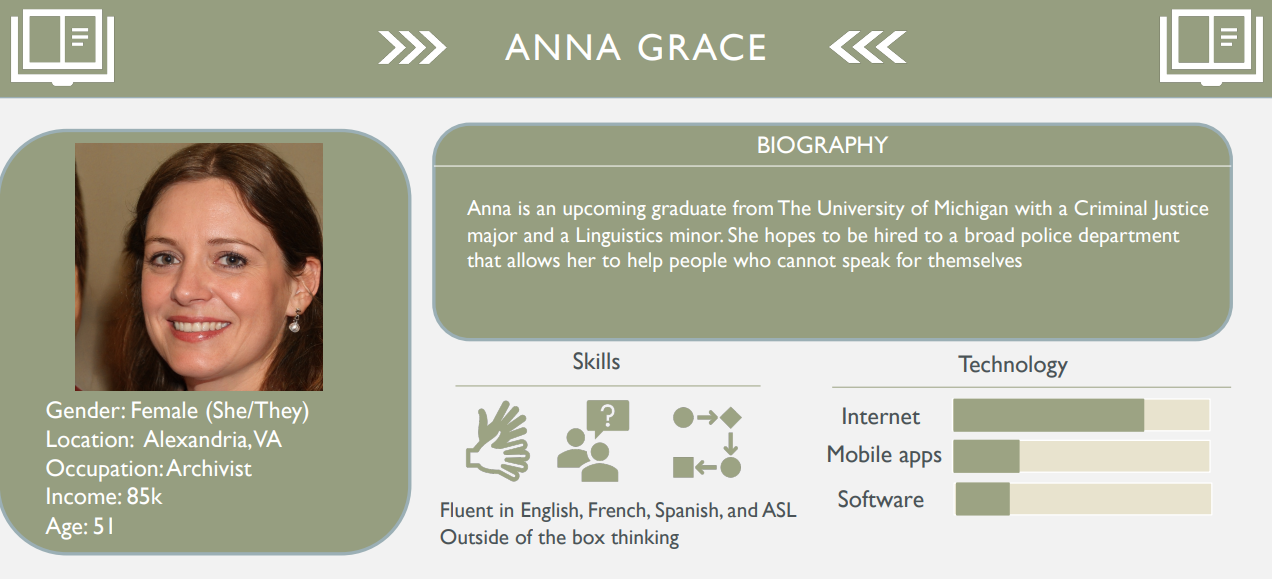 ANNA GRACE
Gender: Female (She/They)
Location: Alexandria, VA
Occupation: Archivist
Income: 85k
Age: 51
BIOGRAPHY
Anna is an upcoming graduate from The University of Michigan with a Criminal Justice
major and a Linguistics minor. She hopes to be hired to a broad police department
that allows her to help people who cannot speak for themselves
Skills
?
Fluent in English, French, Spanish, and ASL
Outside of the box thinking
Technology
Internet
Mobile apps
Software